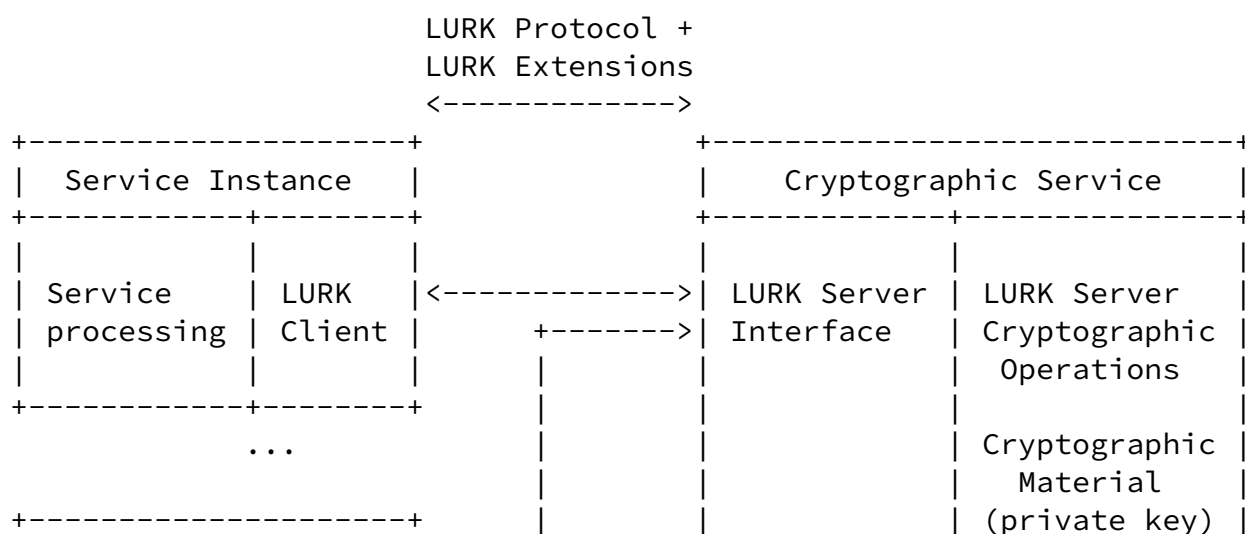 LURK Protocol +
                       LURK Extensions
                       <------------->
+---------------------+               +-----------------------------+
|  Service Instance   |               |    Cryptographic Service    |
+------------+--------+               +-------------+---------------+
|            |        |               |             |               |
| Service    | LURK   |<------------->| LURK Server | LURK Server   |
| processing | Client |      +------->| Interface   | Cryptographic |
|            |        |      |        |             |  Operations   |
+------------+--------+      |        |             |               |
             ...             |        |             | Cryptographic |
                             |        |             |   Material    |
+---------------------+      |        |             | (private key) |